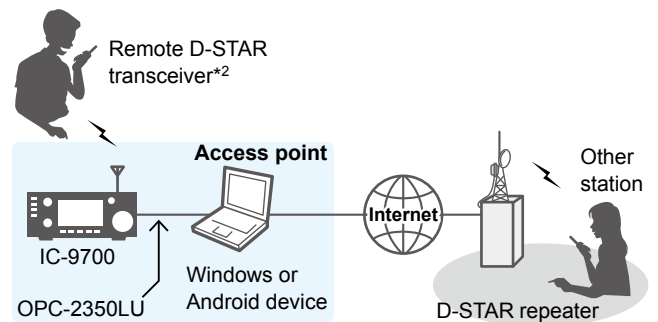 Remote D-STAR
transceiver*2
Access point
Other
station
Internet
IC-9700
Windows or
Android device
OPC-2350LU
D-STAR repeater